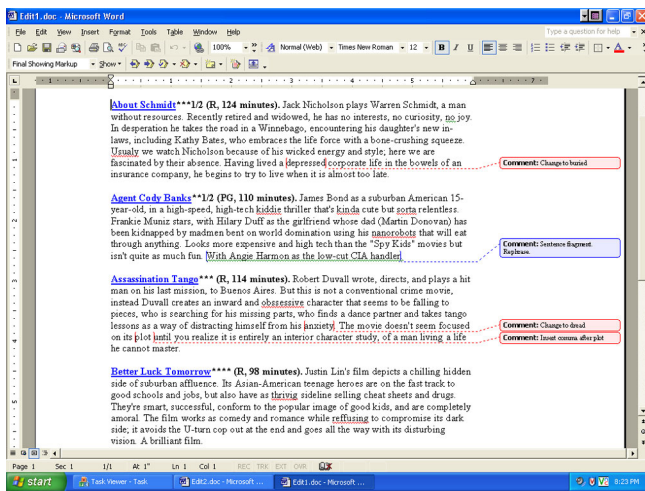 Edit1.doc - Microsoft Word
File Edit View Insert Format Tools Table Window Help Type a question for help
100% Normal (Web) Times New Roman 12 B I U
Final Showing Markup Show
1 2 3 4 5 7
About Schmidt***1/2 (R, 124 minutes). Jack Nicholson plays Warren Schmidt, a man
without resources. Recently retired and widowed, he has no interests, no curiosity, no joy.
In desperation he takes the road in a Winnebago, encountering his daughter's new in-
laws, including Kathy Bates, who embraces the life force with a bone-crushing squeeze.
Usualy we watch Nicholson because of his wicked energy and style; here we are
fascinated by their absence. Having lived a depressed corporate life in the bowels of an
Comment: Change to buried
insurance company, he begins to try to live when it is almost too late.
Agent Cody Banks**1/2 (PG, 110 minutes). James Bond as a suburban American 15-
year-old, in a high-speed, high-tech kiddie thriller that's kinda cute but sorta relentless.
Frankie Muniz stars, with Hilary Duff as the girlfriend whose dad (Martin Donovan) has
been kidnapped by madmen bent on world domination using his nanorobots that will eat
through anything. Looks more expensive and high tech than the "Spy Kids" movies but
isn't quite as much fun. With Angie Harmon as the low-cut CIA handler.
Comment: Sentence fragment.
Rephrase.
Assassination Tango*** (R, 114 minutes). Robert Duvall wrote, directs, and plays a hit
man on his last mission, to Buenos Aires. But this is not a conventional crime movie,
instead Duvall creates an inward and obssessive character that seems to be falling to
pieces, who is searching for his missing parts, who finds a dance partner and takes tango
lessons as a way of distracting himself from his anxiety. The movie doesn't seem focused
Comment: Change to dread
on its plot until you realize it is entirely an interior character study, of a man living a life
Comment: Insert comma after plot
he cannot master.
Better Luck Tomorrow**** (R, 98 minutes). Justin Lin's film depicts a chilling hidden
side of suburban affluence. Its Asian-American teenage heroes are on the fast track to
good schools and jobs, but also have as thrivig sideline selling cheat sheets and drugs.
They're smart, successful, conform to the popular image of good kids, and are completely
amoral. The film works as comedy and romance while reffusing to compromise its dark
side; it avoids the U-turn cop out at the end and goes all the way with its disturbing
vision. A brilliant film.
Page 1 Sec 1 1/1 At 1" Ln 1 Col 1 REC TRK EXT OVR
start Task Viewer - Task Edit2.doc - Microsoft ... Edit1.doc - Microsoft ... 8:23 PM